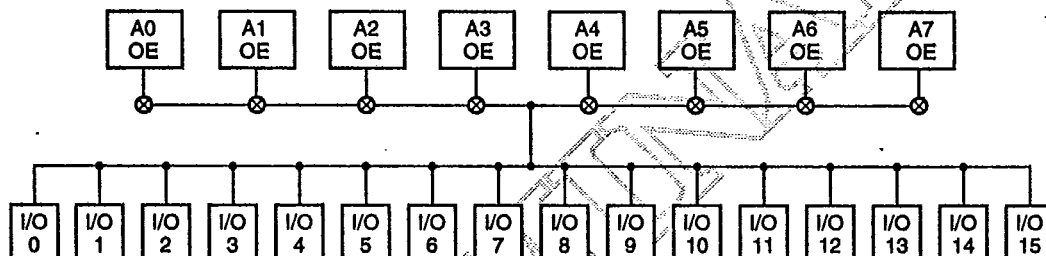 A0 OE
A1 OE
A2 OE
A3 OE
A4 OE
A5 OE
A6 OE
A7 OE
I/O 0
I/O 1
I/O 2
I/O 3
I/O 4
I/O 5
I/O 6
I/O 7
I/O 8
I/O 9
I/O 10
I/O 11
I/O 12
I/O 13
I/O 14
I/O 15